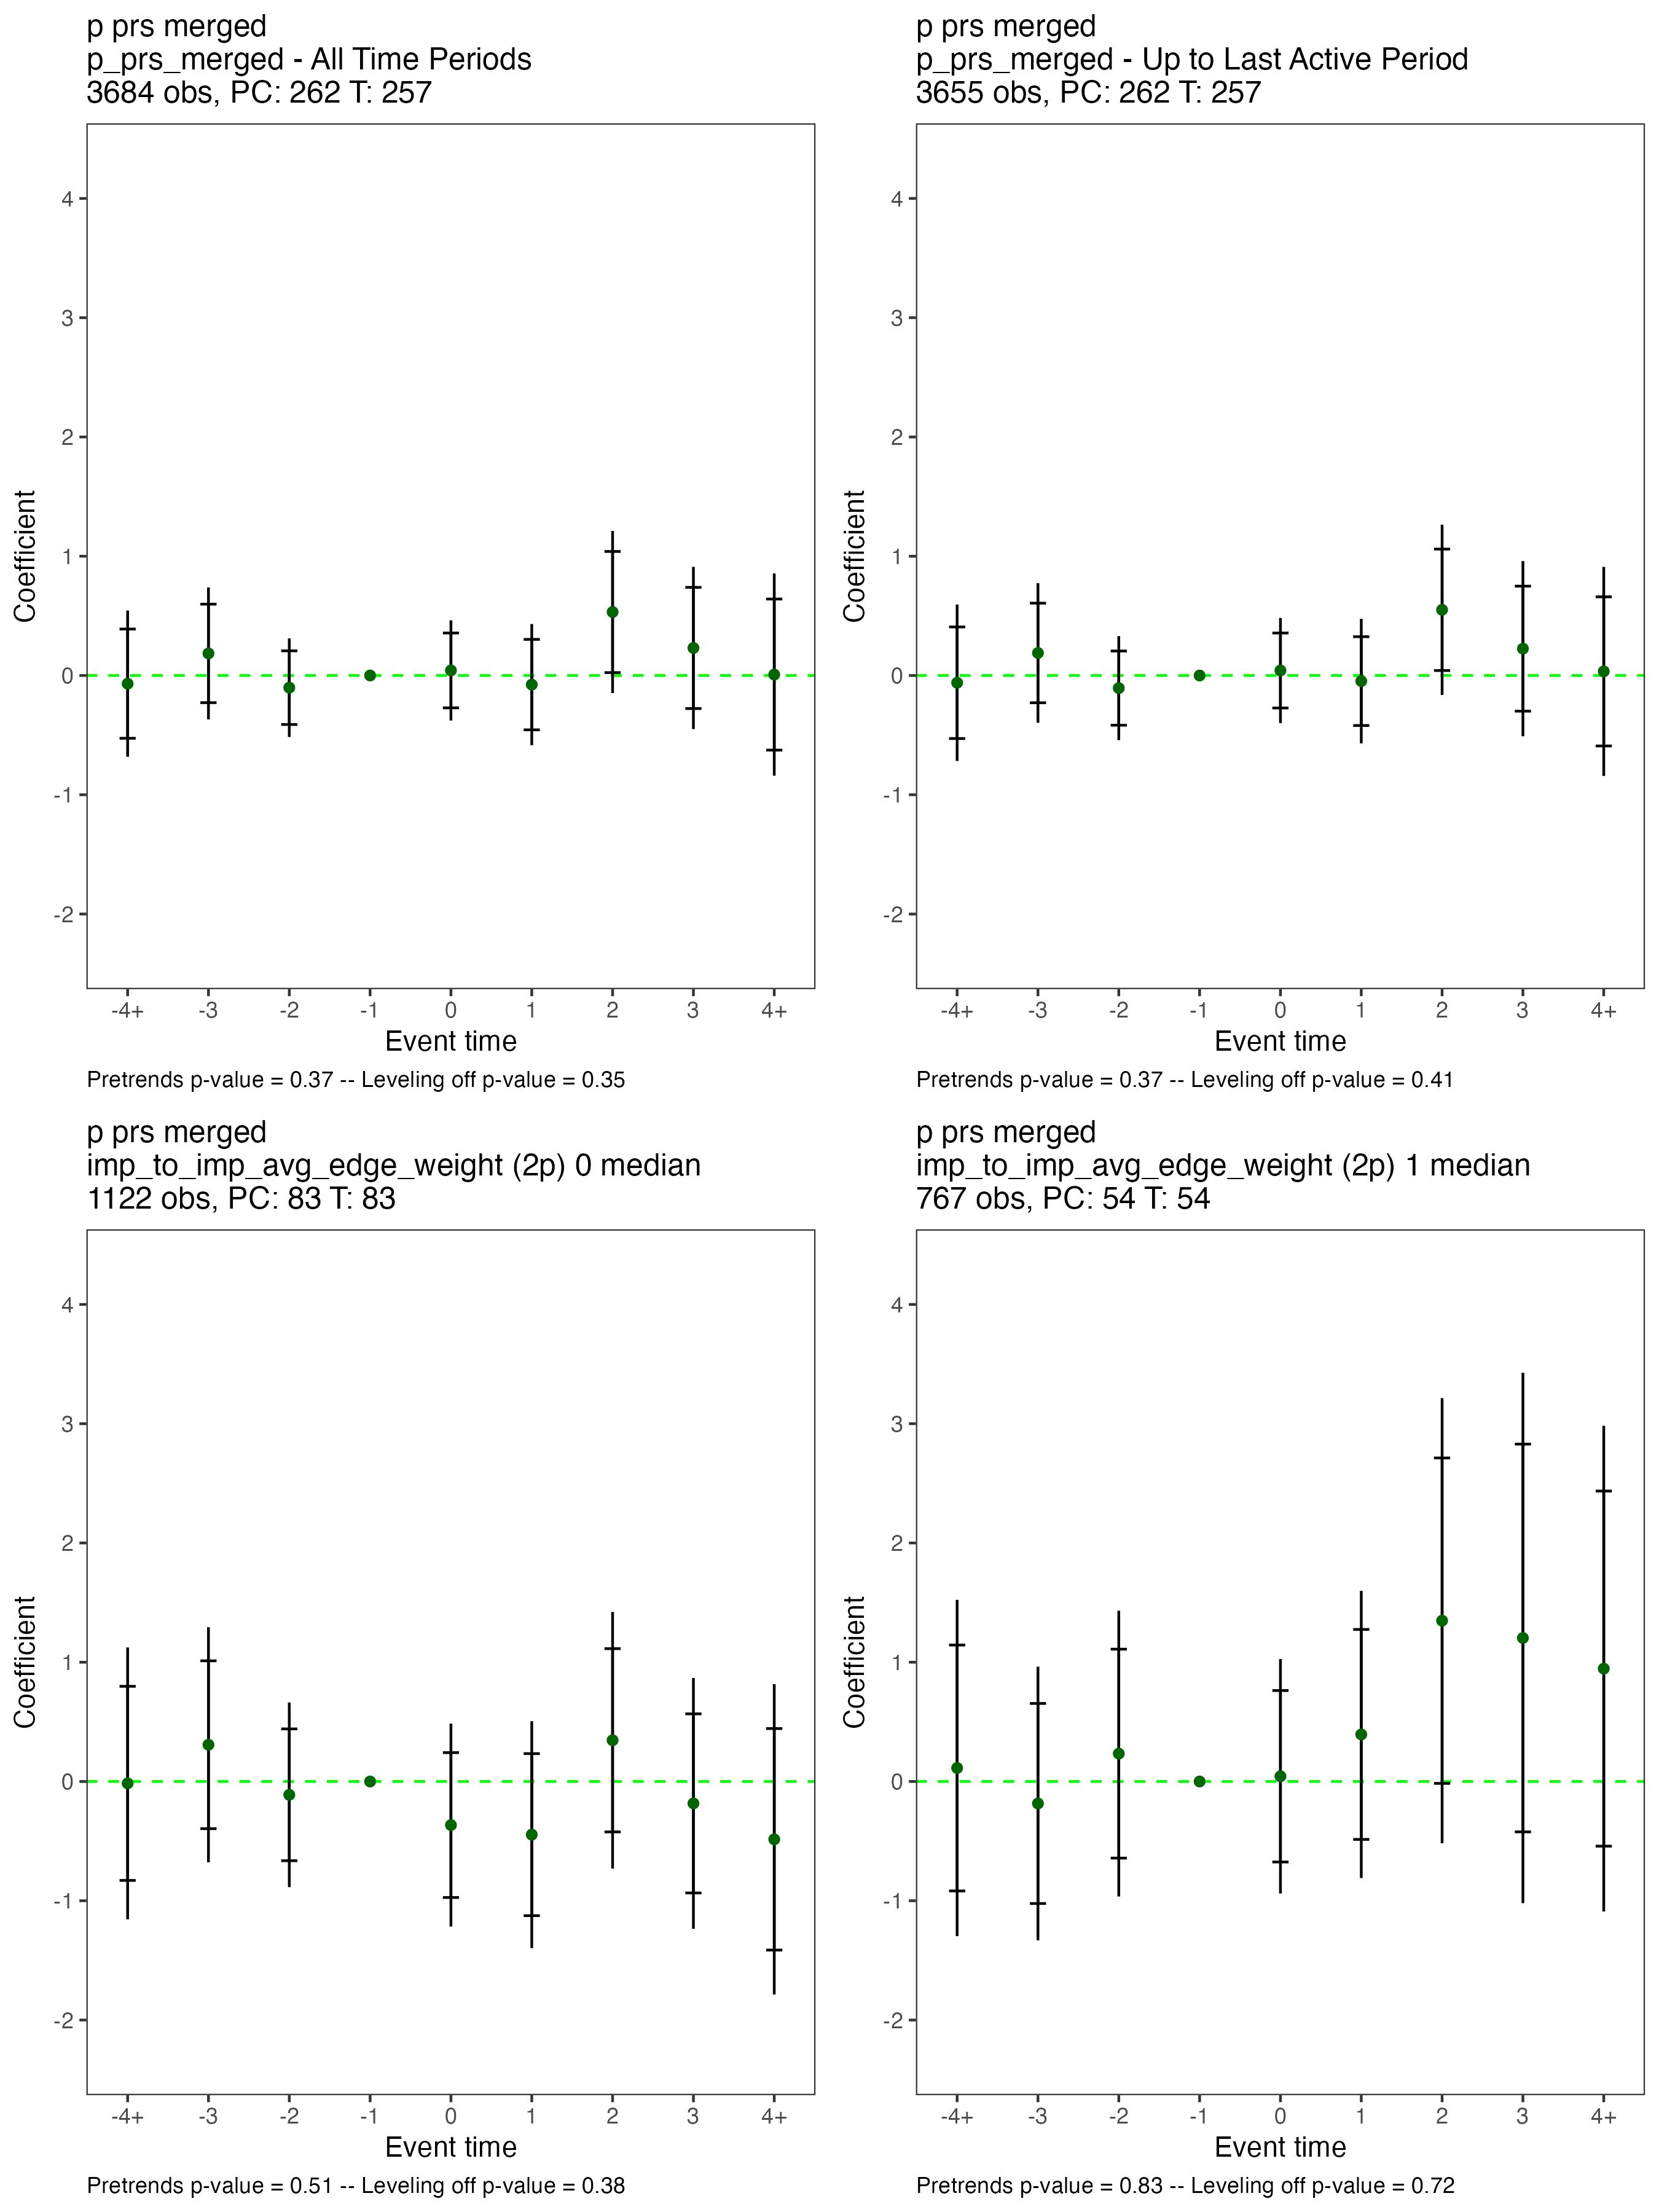 p prs merged
p_prs_merged - All Time Periods
3684 obs, PC: 262 T: 257
Coefficient
4
3
2
1
0
-1
-2
-4+ -3 -2 -1 0 1 2 3 4+
Event time
Pretrends p-value = 0.37 -- Leveling off p-value = 0.35
p prs merged
p_prs_merged - Up to Last Active Period
3655 obs, PC: 262 T: 257
Coefficient
4
3
2
1
0
-1
-2
-4+ -3 -2 -1 0 1 2 3 4+
Event time
Pretrends p-value = 0.37 -- Leveling off p-value = 0.41
p prs merged
imp_to_imp_avg_edge_weight (2p) 0 median
1122 obs, PC: 83 T: 83
Coefficient
4
3
2
1
0
-1
-2
-4+ -3 -2 -1 0 1 2 3 4+
Event time
Pretrends p-value = 0.51 -- Leveling off p-value = 0.38
p prs merged
imp_to_imp_avg_edge_weight (2p) 1 median
767 obs, PC: 54 T: 54
Coefficient
4
3
2
1
0
-1
-2
-4+ -3 -2 -1 0 1 2 3 4+
Event time
Pretrends p-value = 0.83 -- Leveling off p-value = 0.72